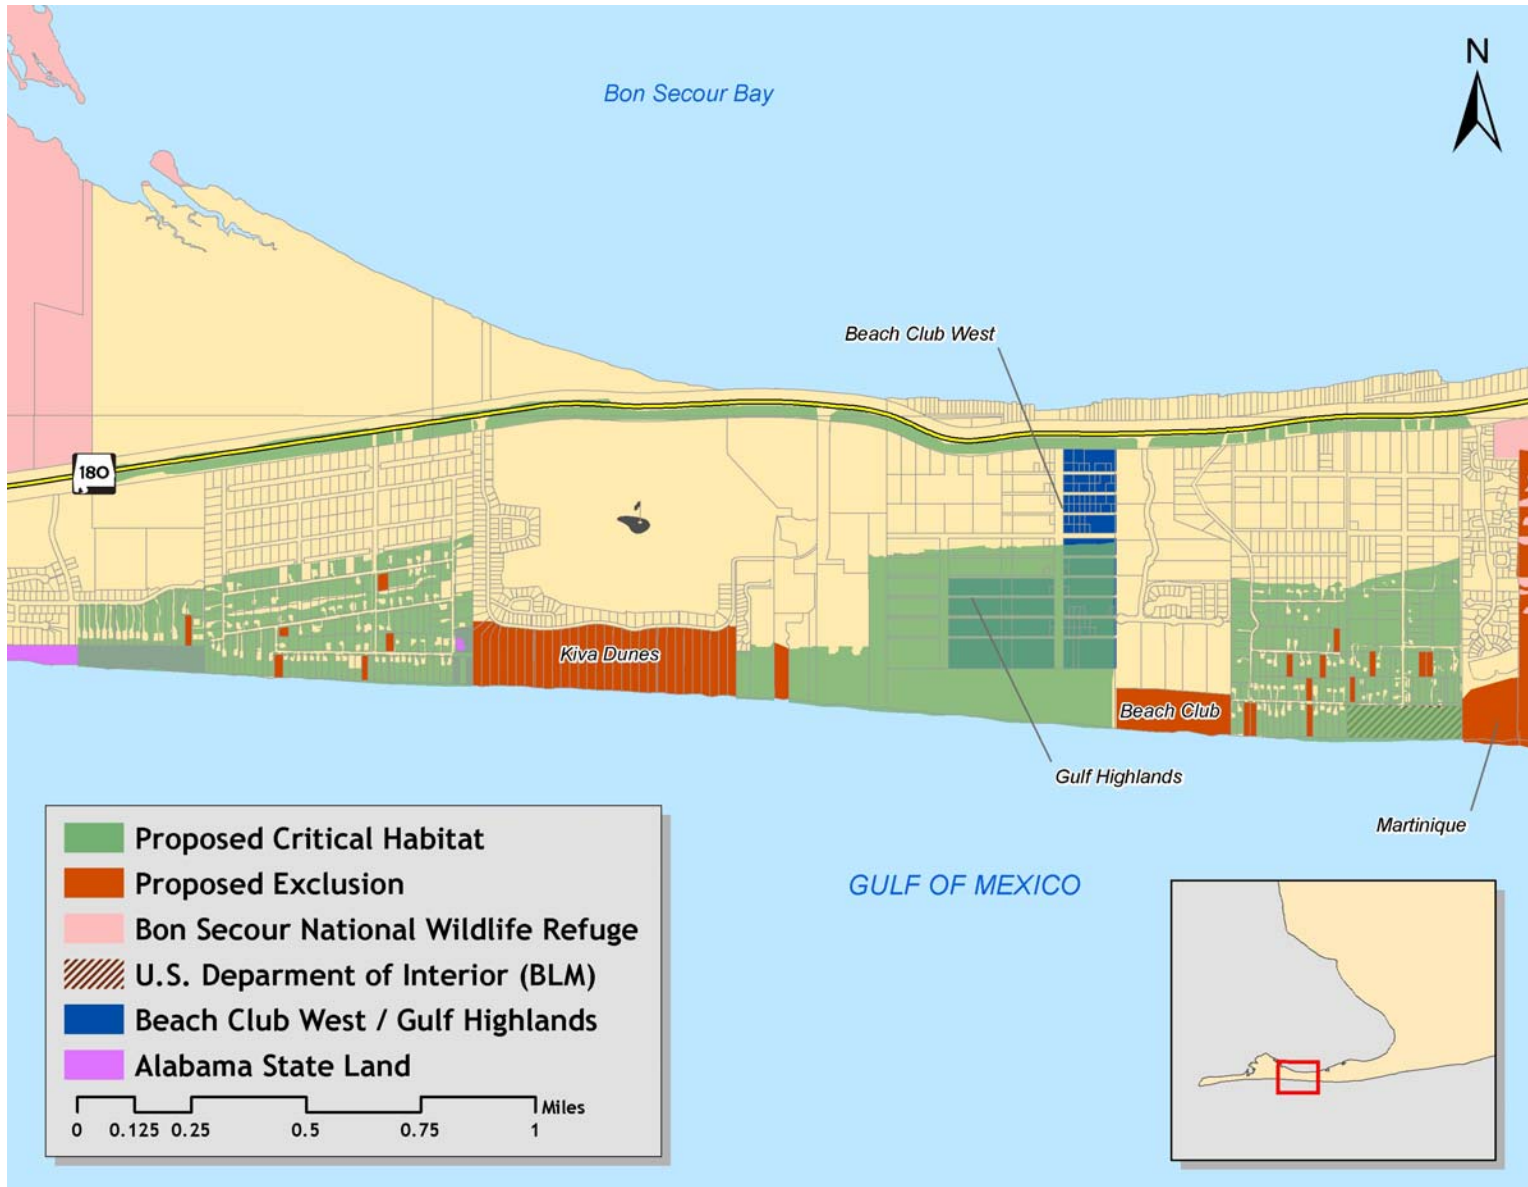 Bon Secour Bay
N
Beach Club West
180
Kiva Dunes
Beach Club
Gulf Highlands
Martinique
GULF OF MEXICO
Proposed Critical Habitat
Proposed Exclusion
Bon Secour National Wildlife Refuge
U.S. Deparment of Interior (BLM)
Beach Club West / Gulf Highlands
Alabama State Land
Miles
0 0.125 0.25 0.5 0.75 1